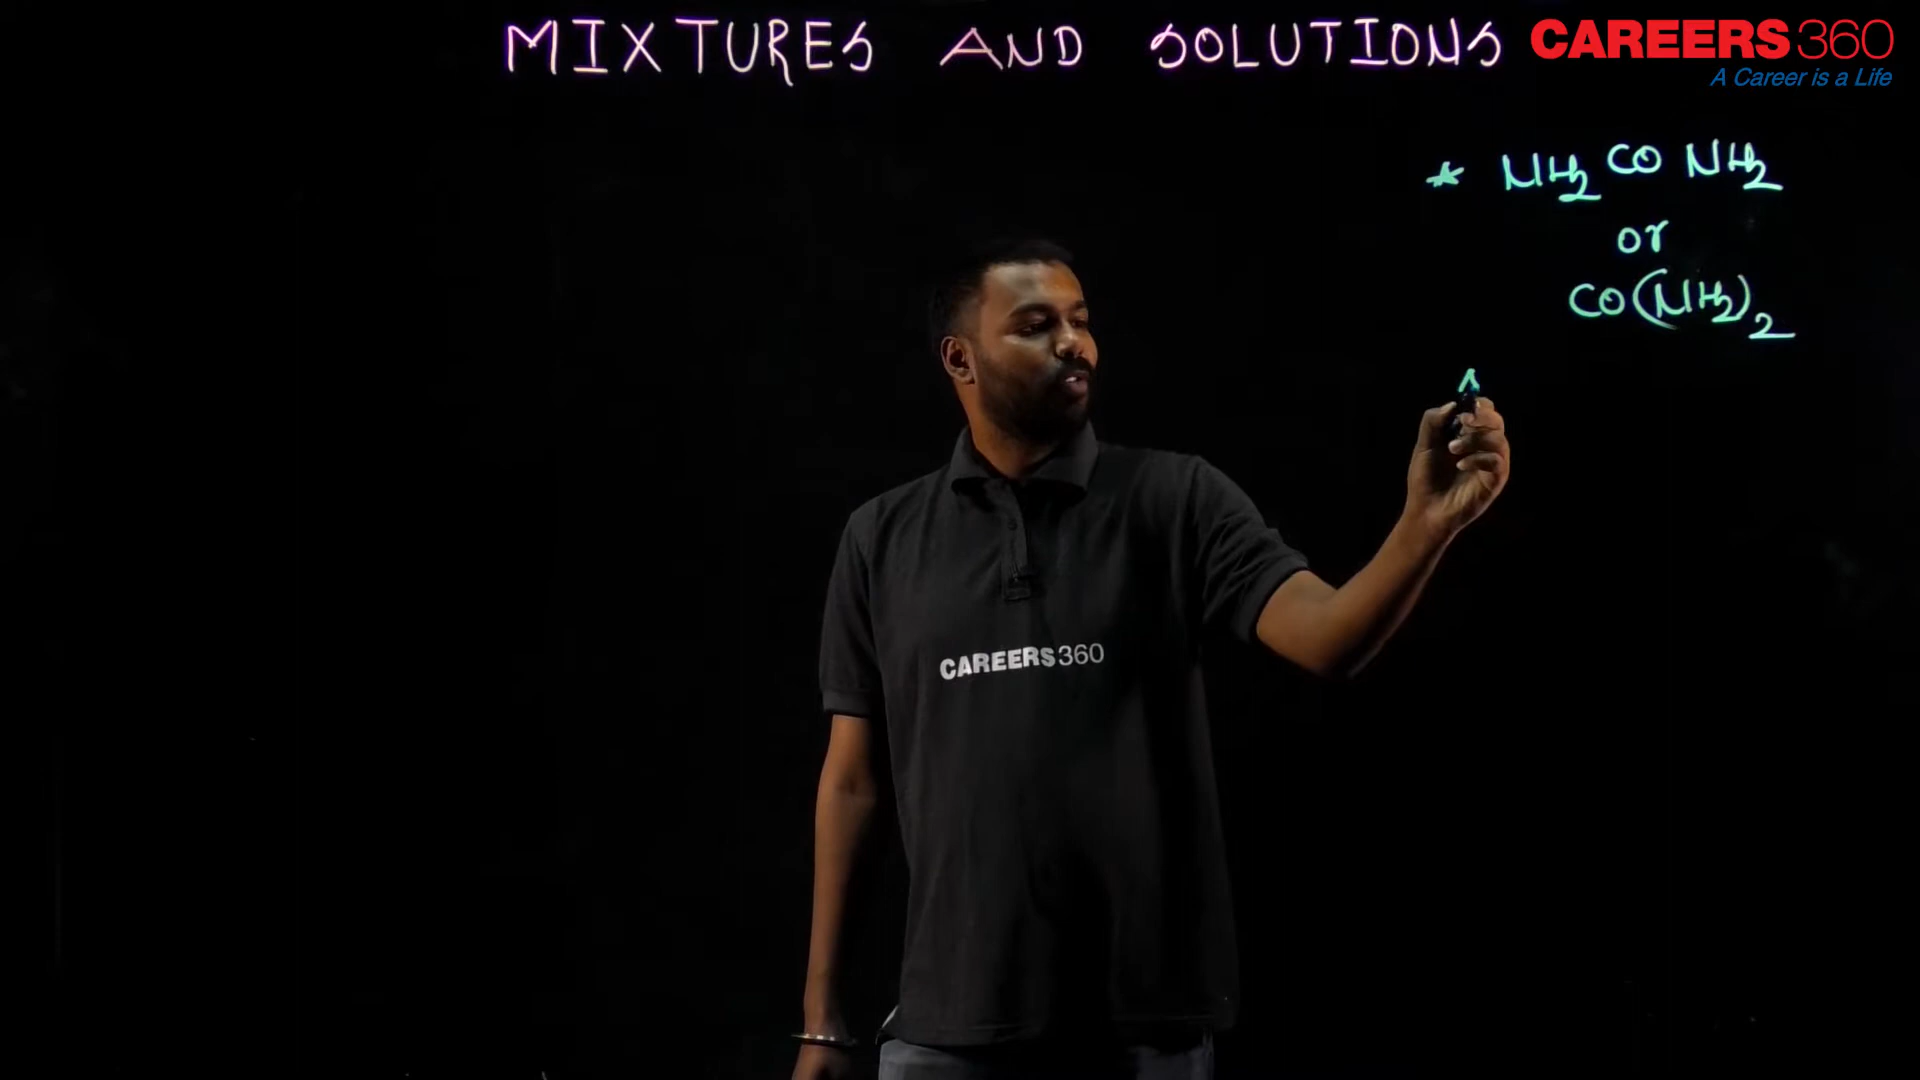 MIXTURES AND SOLUTIONS
CAREERS360
A Career is a Life
* NH2 CO NH2
or
CO(NH2)2
CAREERS360